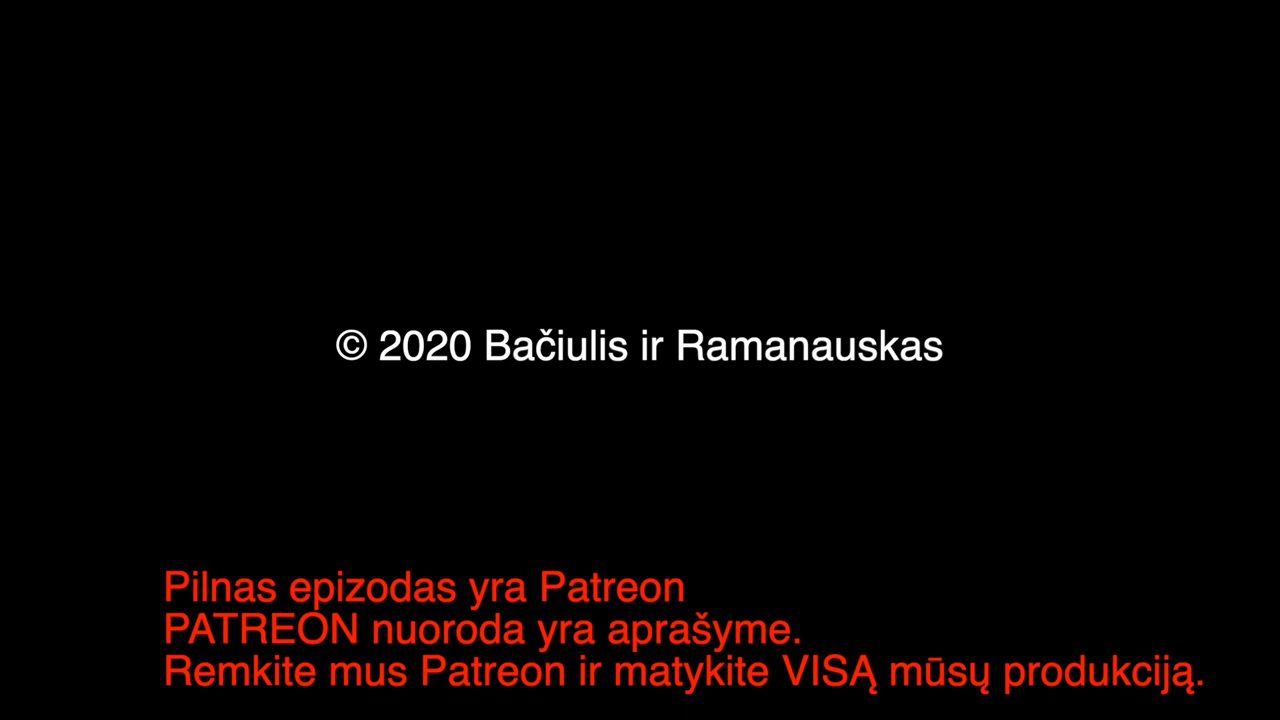 © 2020 Bačiulis ir Ramanauskas
Pilnas epizodas yra Patreon
PATREON nuoroda yra aprašyme.
Remkite mus Patreon ir matykite VISĄ mūsų produkciją.